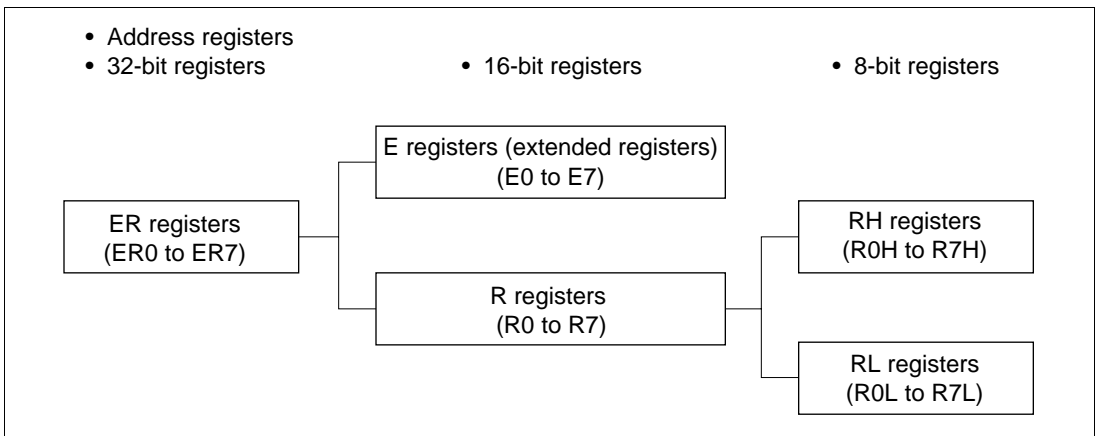 • Address registers
• 32-bit registers
• 16-bit registers
• 8-bit registers
E registers (extended registers)
(E0 to E7)
ER registers
(ER0 to ER7)
RH registers
(R0H to R7H)
R registers
(R0 to R7)
RL registers
(R0L to R7L)